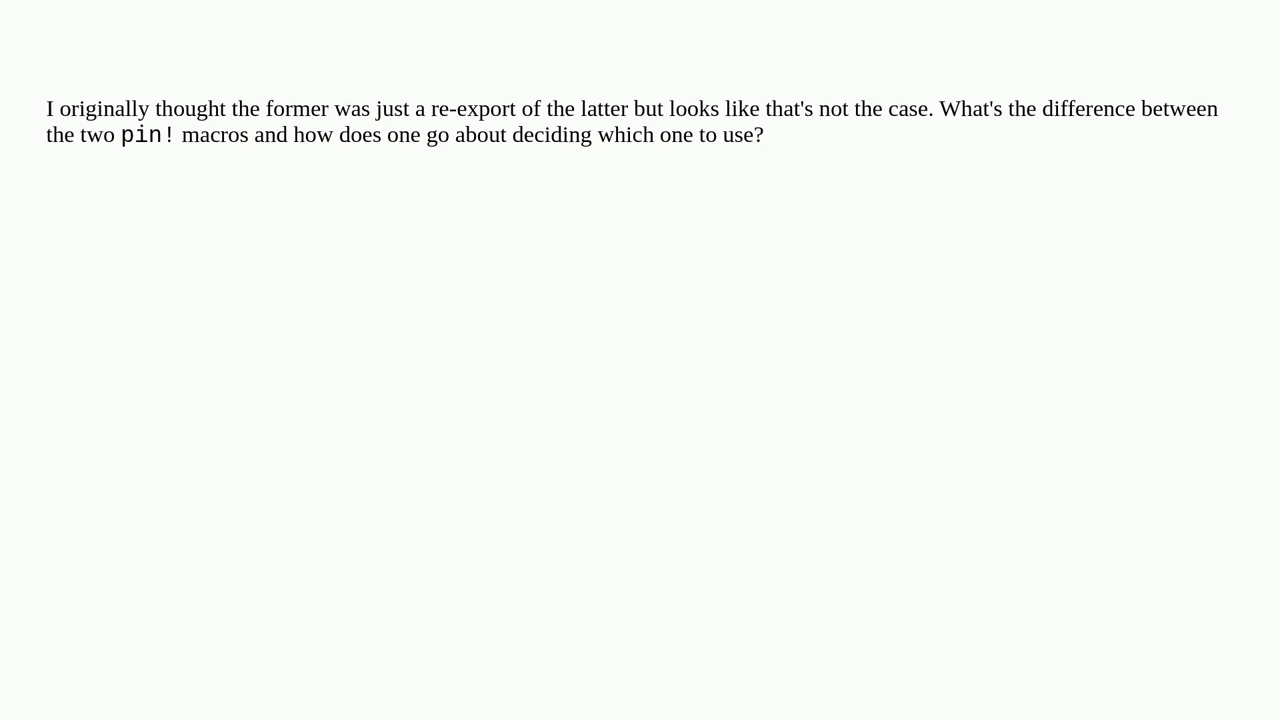 I originally thought the former was just a re-export of the latter but looks like that's not the case. What's the difference between
the two pin! macros and how does one go about deciding which one to use?